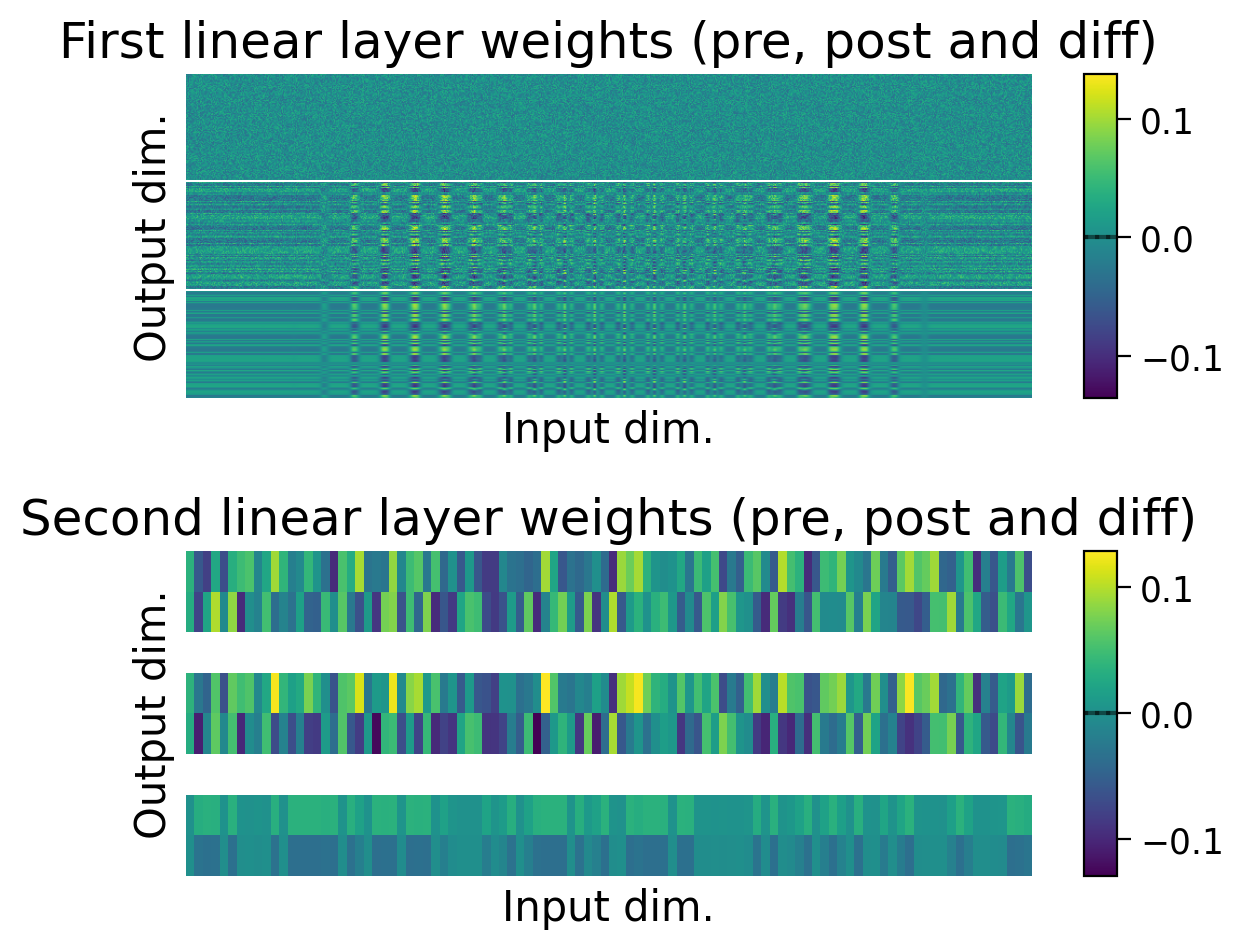 First linear layer weights (pre, post and diff)
Output dim.
0.1
0.0
−0.1
Input dim.
Second linear layer weights (pre, post and diff)
Output dim.
0.1
0.0
−0.1
Input dim.